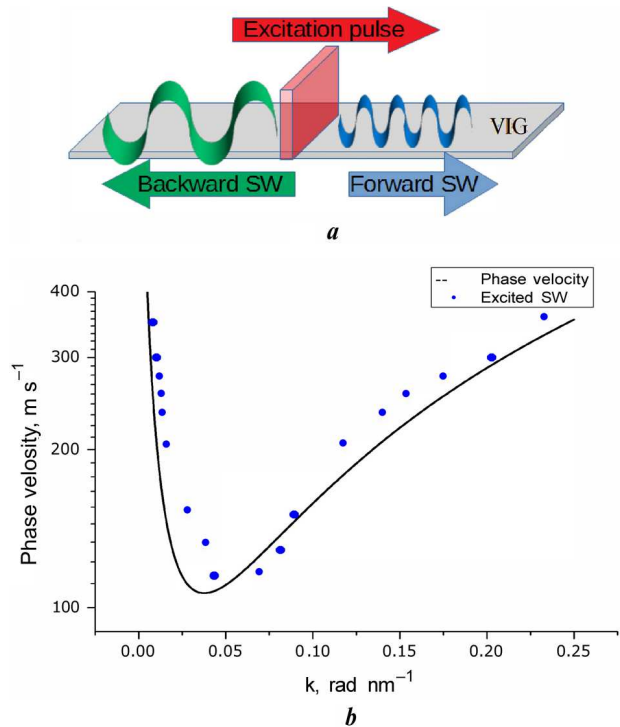 Excitation pulse
VIG
Backward SW
Forward SW
a
400
300
200
100
Phase velosity, m s⁻¹
-- Phase velocity
Excited SW
0.00 0.05 0.10 0.15 0.20 0.25
k, rad nm⁻¹
b